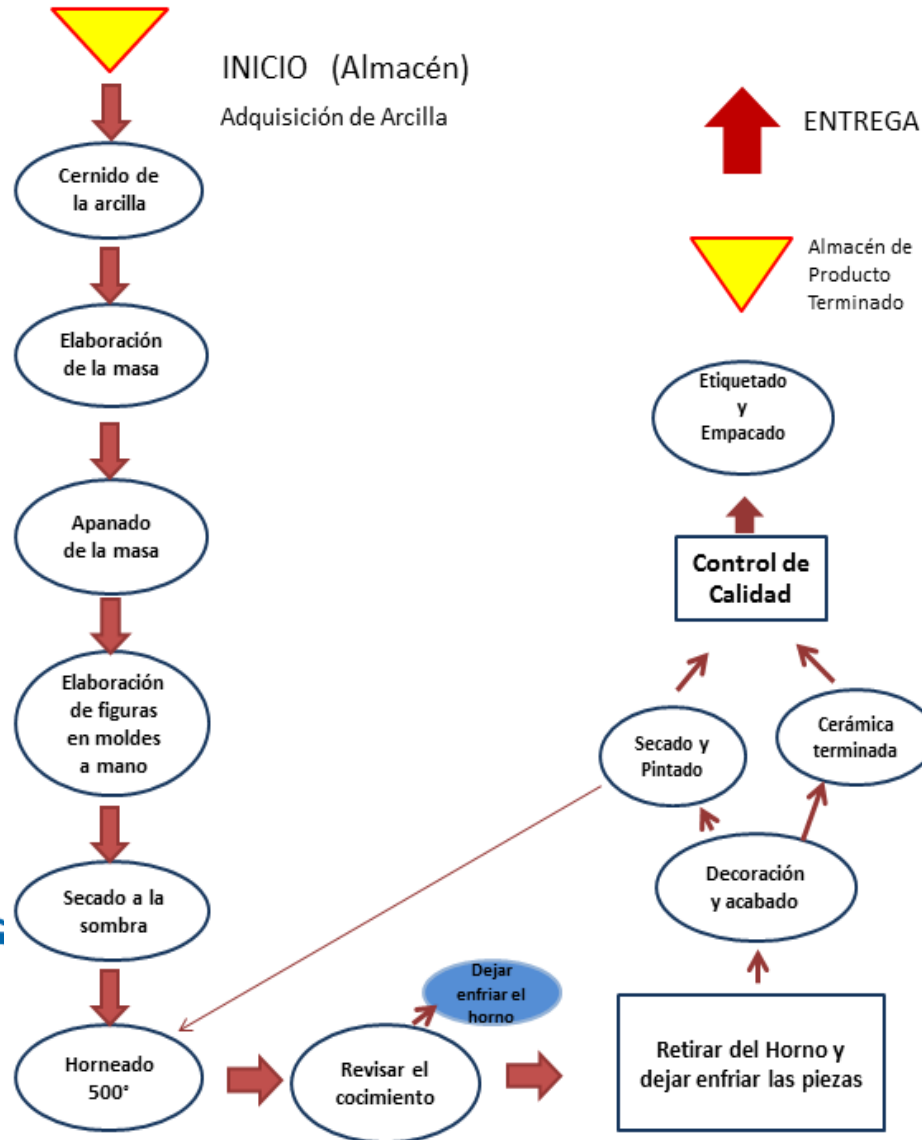 INICIO (Almacén)
Adquisición de Arcilla
Cernido de
la arcilla
Elaboración
de la masa
Apanado
de la masa
Elaboración
de figuras
en moldes
a mano
Secado a la
sombra
Horneado
500°
Revisar el
cocimiento
Dejar
enfriar el
horno
Retirar del Horno y
dejar enfriar las piezas
Decoración
y acabado
Secado y
Pintado
Cerámica
terminada
Control de
Calidad
Etiquetado
y
Empacado
Almacén de
Producto
Terminado
ENTREGA